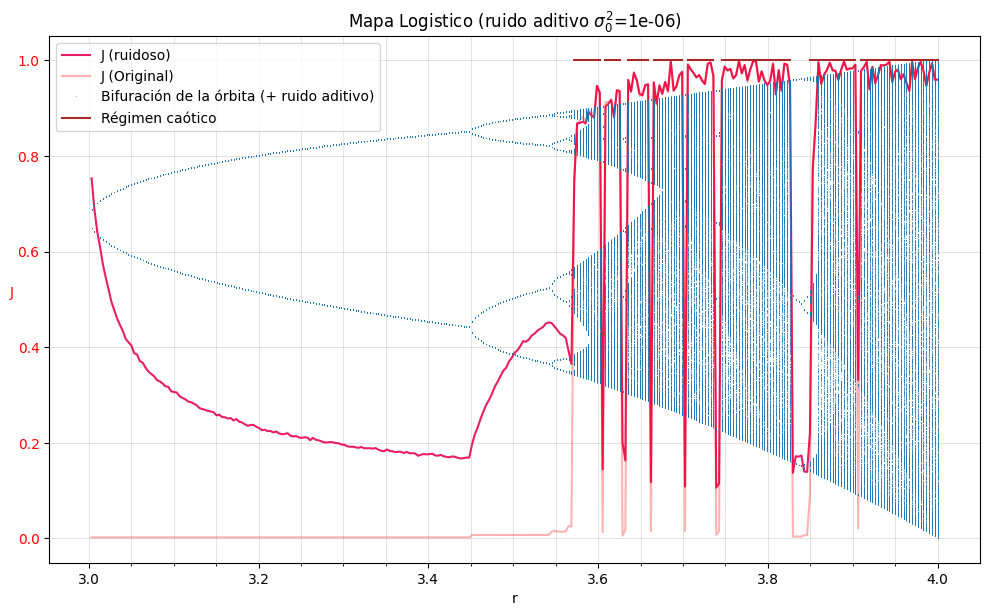 Mapa Logistico (ruido aditivo $\sigma_0^2$=1e-06)
J (ruidoso)
J (Original)
Bifuración de la órbita (+ ruido aditivo)
Régimen caótico
1.0
0.8
0.6
J
0.4
0.2
0.0
3.0 3.2 3.4 3.6 3.8 4.0
r